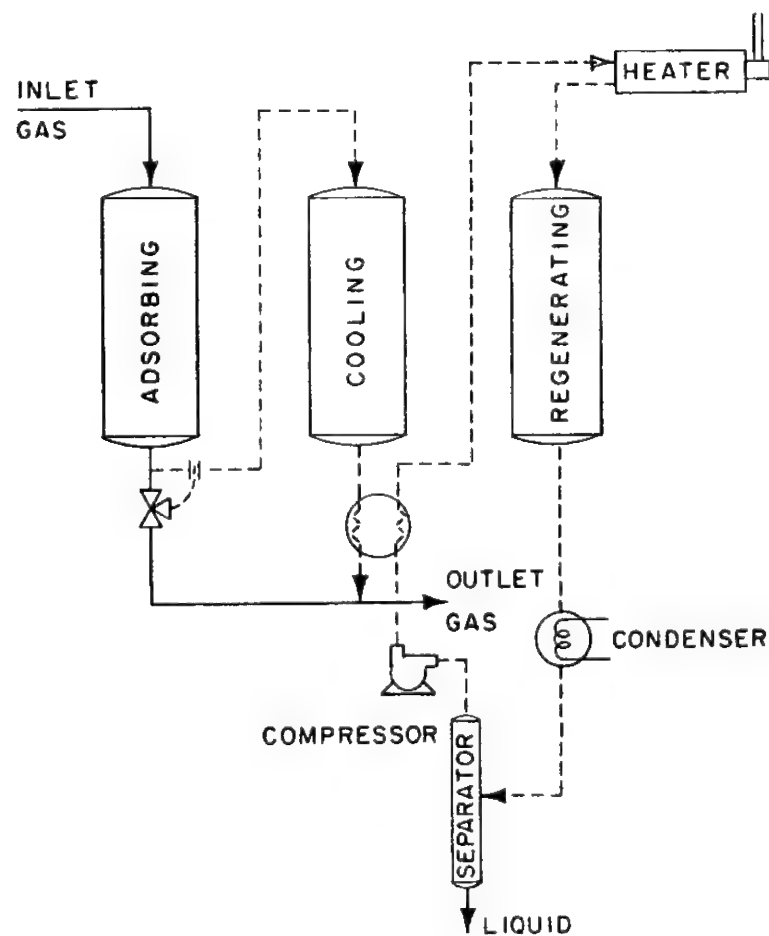 INLET
GAS
HEATER
ADSORBING
COOLING
REGENERATING
OUTLET
GAS
CONDENSER
COMPRESSOR
SEPARATOR
LIQUID